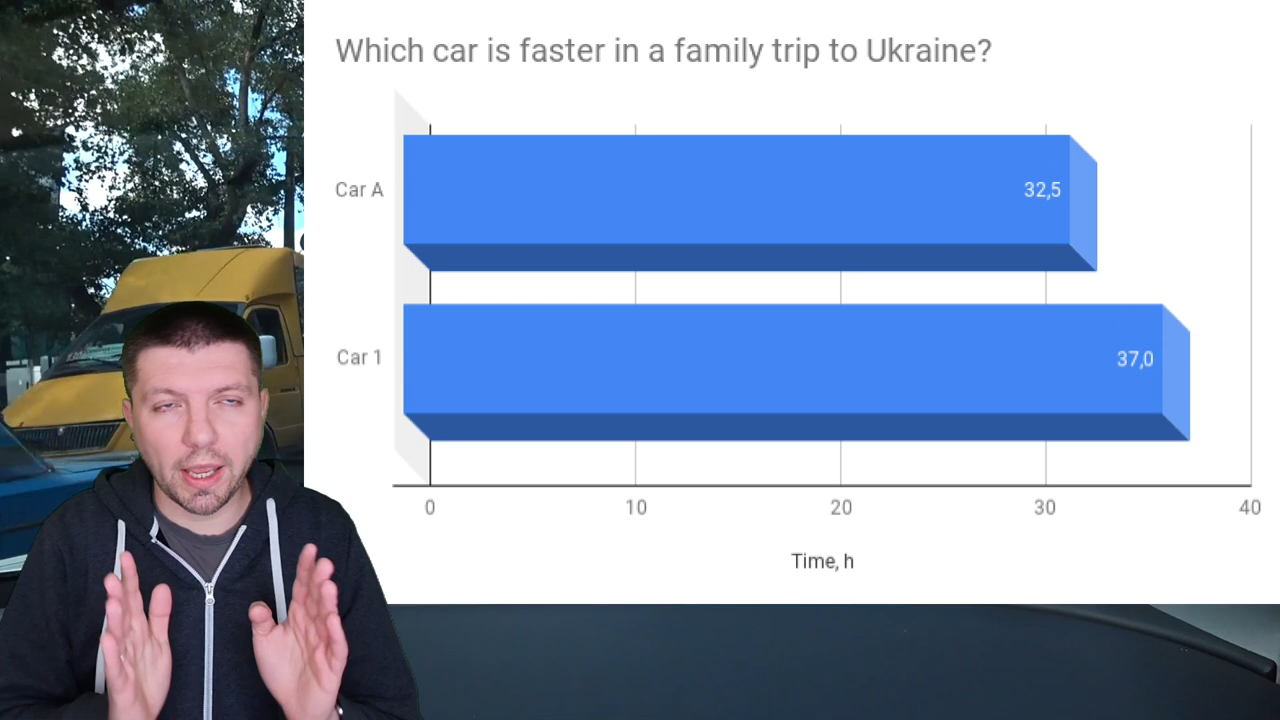 Which car is faster in a family trip to Ukraine?
Car A
32,5
Car 1
37,0
0
10
20
30
40
Time, h